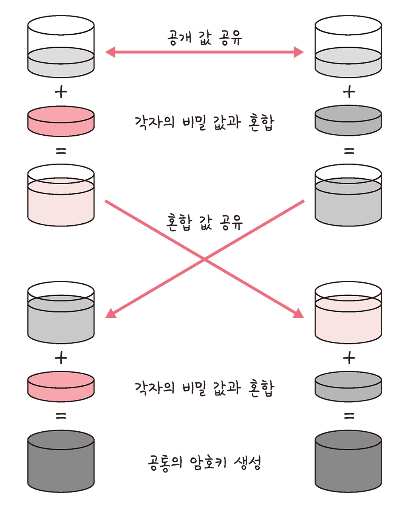 공개 값 공유
+
+
각자의 비밀 값과 혼합
=
=
혼합 값 공유
+
+
각자의 비밀 값과 혼합
=
=
공통의 암호키 생성